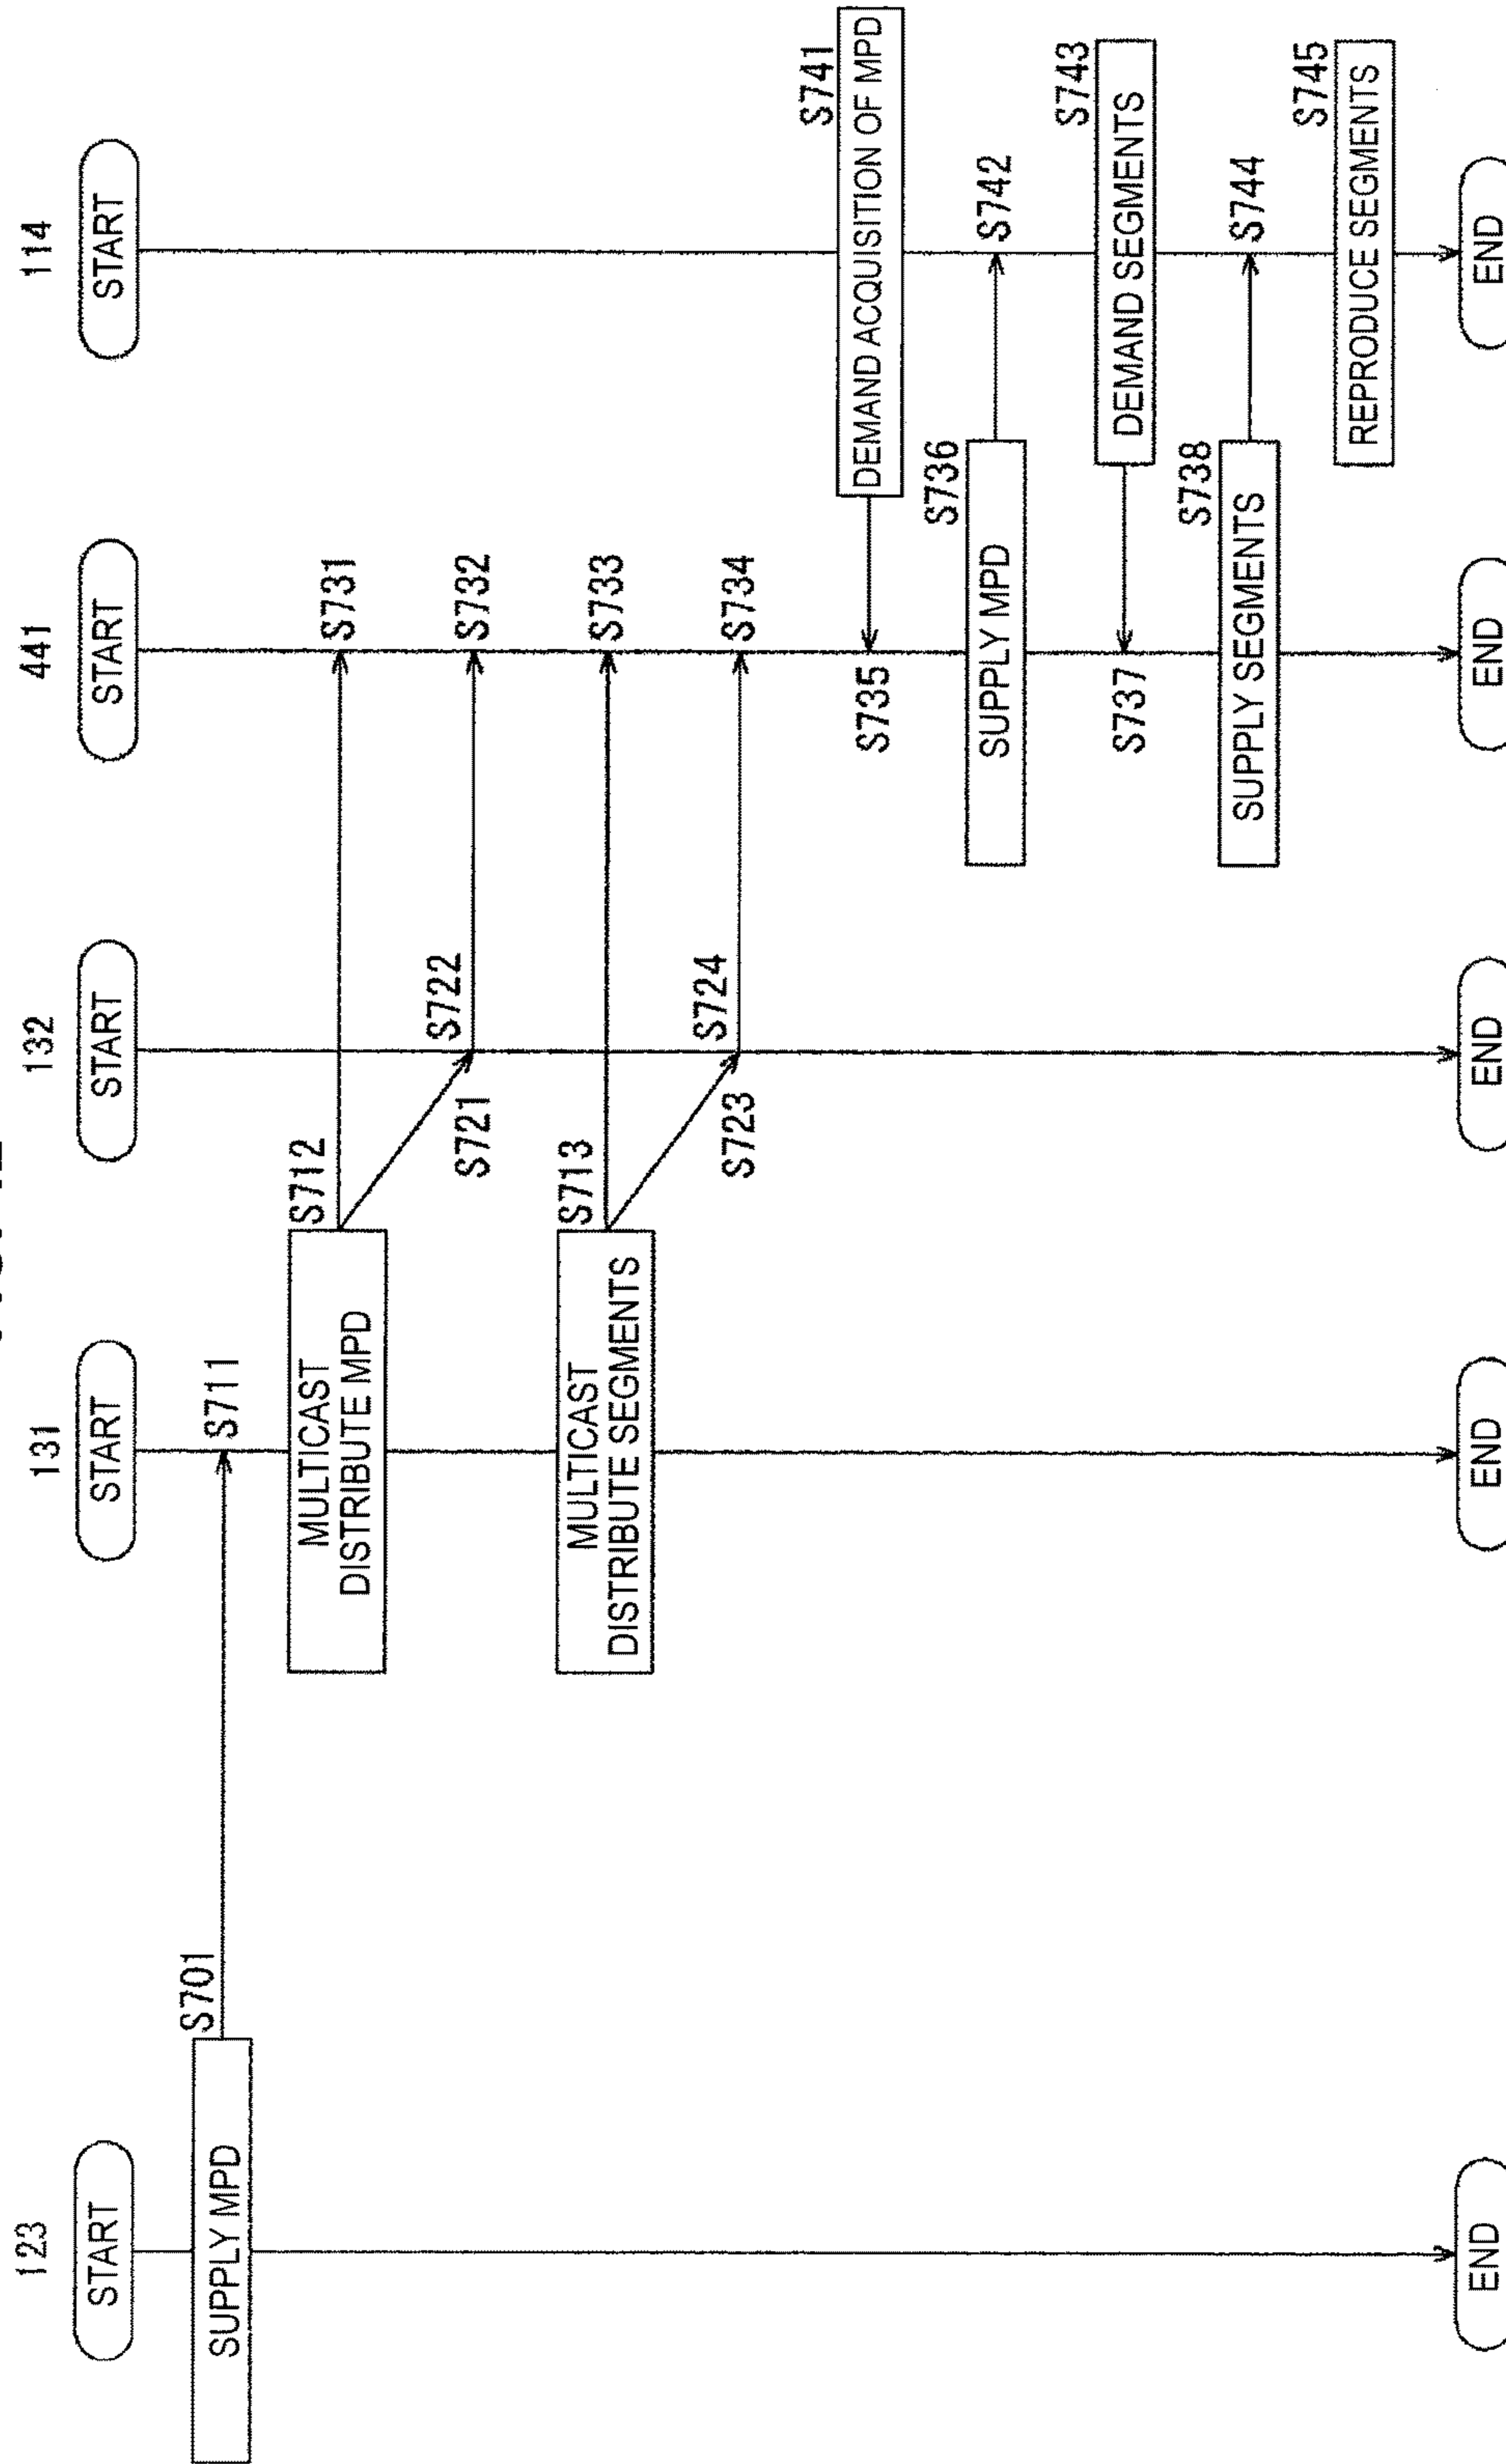 123
131
132
441
114
START
START
START
START
START
SUPPLY MPD
S701
S711
MULTICAST
DISTRIBUTE MPD
S712
S731
S721
S722
S732
MULTICAST
DISTRIBUTE SEGMENTS
S713
S733
S723
S724
S734
S735
DEMAND ACQUISITION OF MPD
S741
SUPPLY MPD
S736
S742
S737
DEMAND SEGMENTS
S743
SUPPLY SEGMENTS
S738
S744
REPRODUCE SEGMENTS
S745
END
END
END
END
END